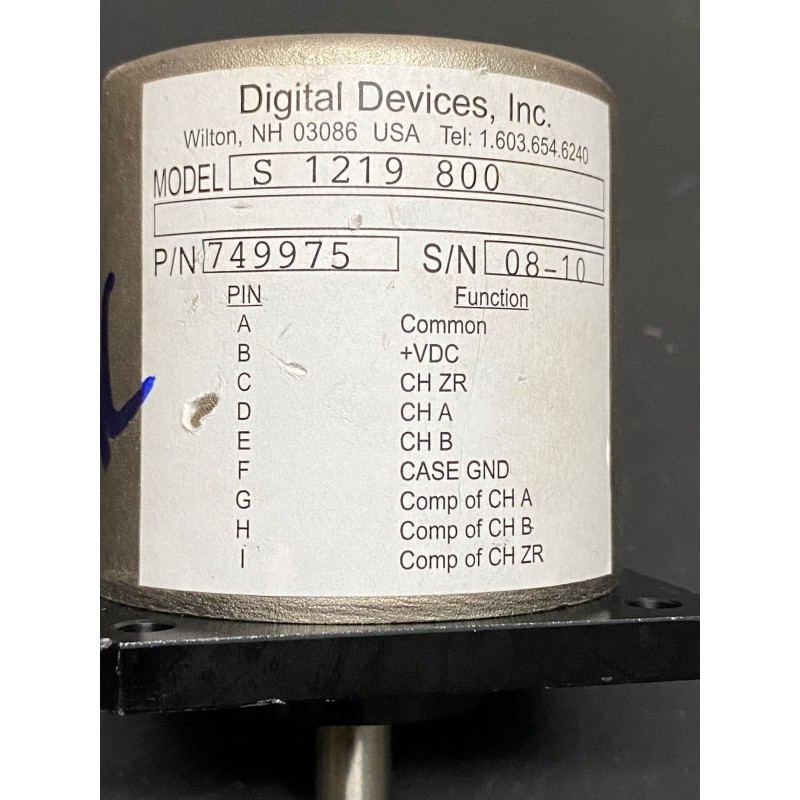 Digital Devices, Inc.
Wilton, NH 03086 USA Tel: 1.603.654.6240
MODEL S 1219 800
P/N 749975 S/N 08-10
PIN Function
A Common
B +VDC
C CH ZR
D CH A
E CH B
F CASE GND
G Comp of CH A
H Comp of CH B
I Comp of CH ZR